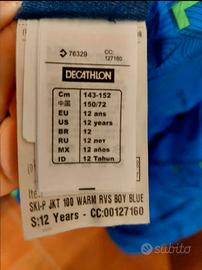 76329
CC:
127160
DECATHLON
Cm 143-152
中国 150/72
EU 12 ans
US 12 years
BR 12
RU 12 лет
MX 12 años
ID 12 Tahun
Item
SKI-P JKT 100 WARM RVS BOY BLUE
S:12 Years - CC:00127160
subito